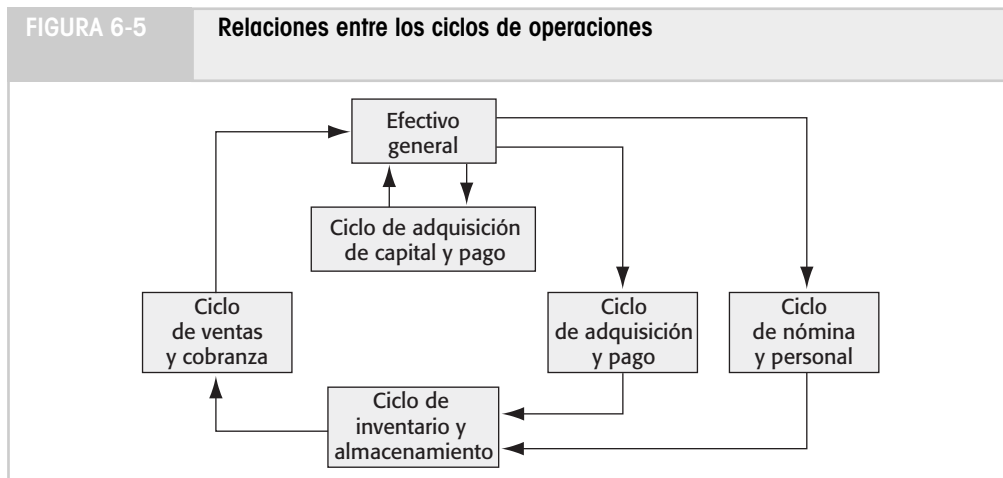 FIGURA 6-5
Relaciones entre los ciclos de operaciones
Efectivo
general
Ciclo de adquisición
de capital y pago
Ciclo
de ventas
y cobranza
Ciclo
de adquisición
y pago
Ciclo
de nómina
y personal
Ciclo de
inventario y
almacenamiento